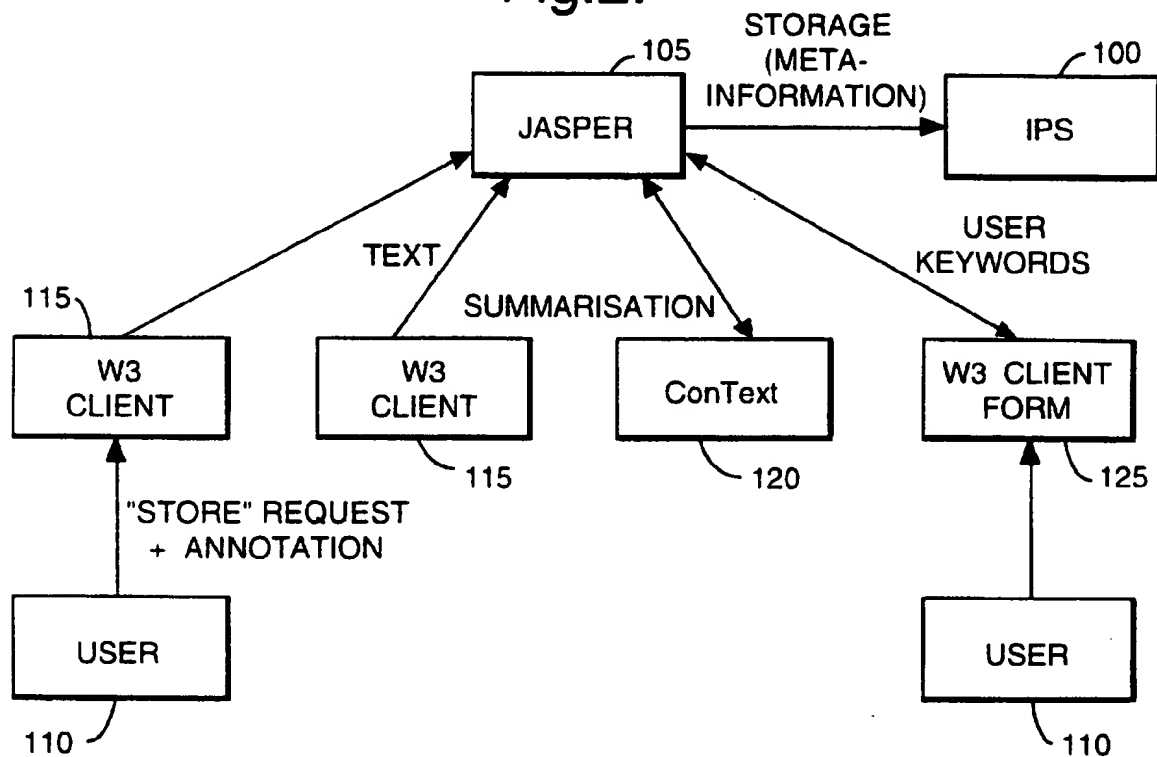 STORAGE
(META-
INFORMATION)
105
100
JASPER
IPS
TEXT
USER
KEYWORDS
SUMMARISATION
115
W3
CLIENT
W3
CLIENT
ConText
W3 CLIENT
FORM
115
120
125
"STORE" REQUEST
+ ANNOTATION
USER
USER
110
110